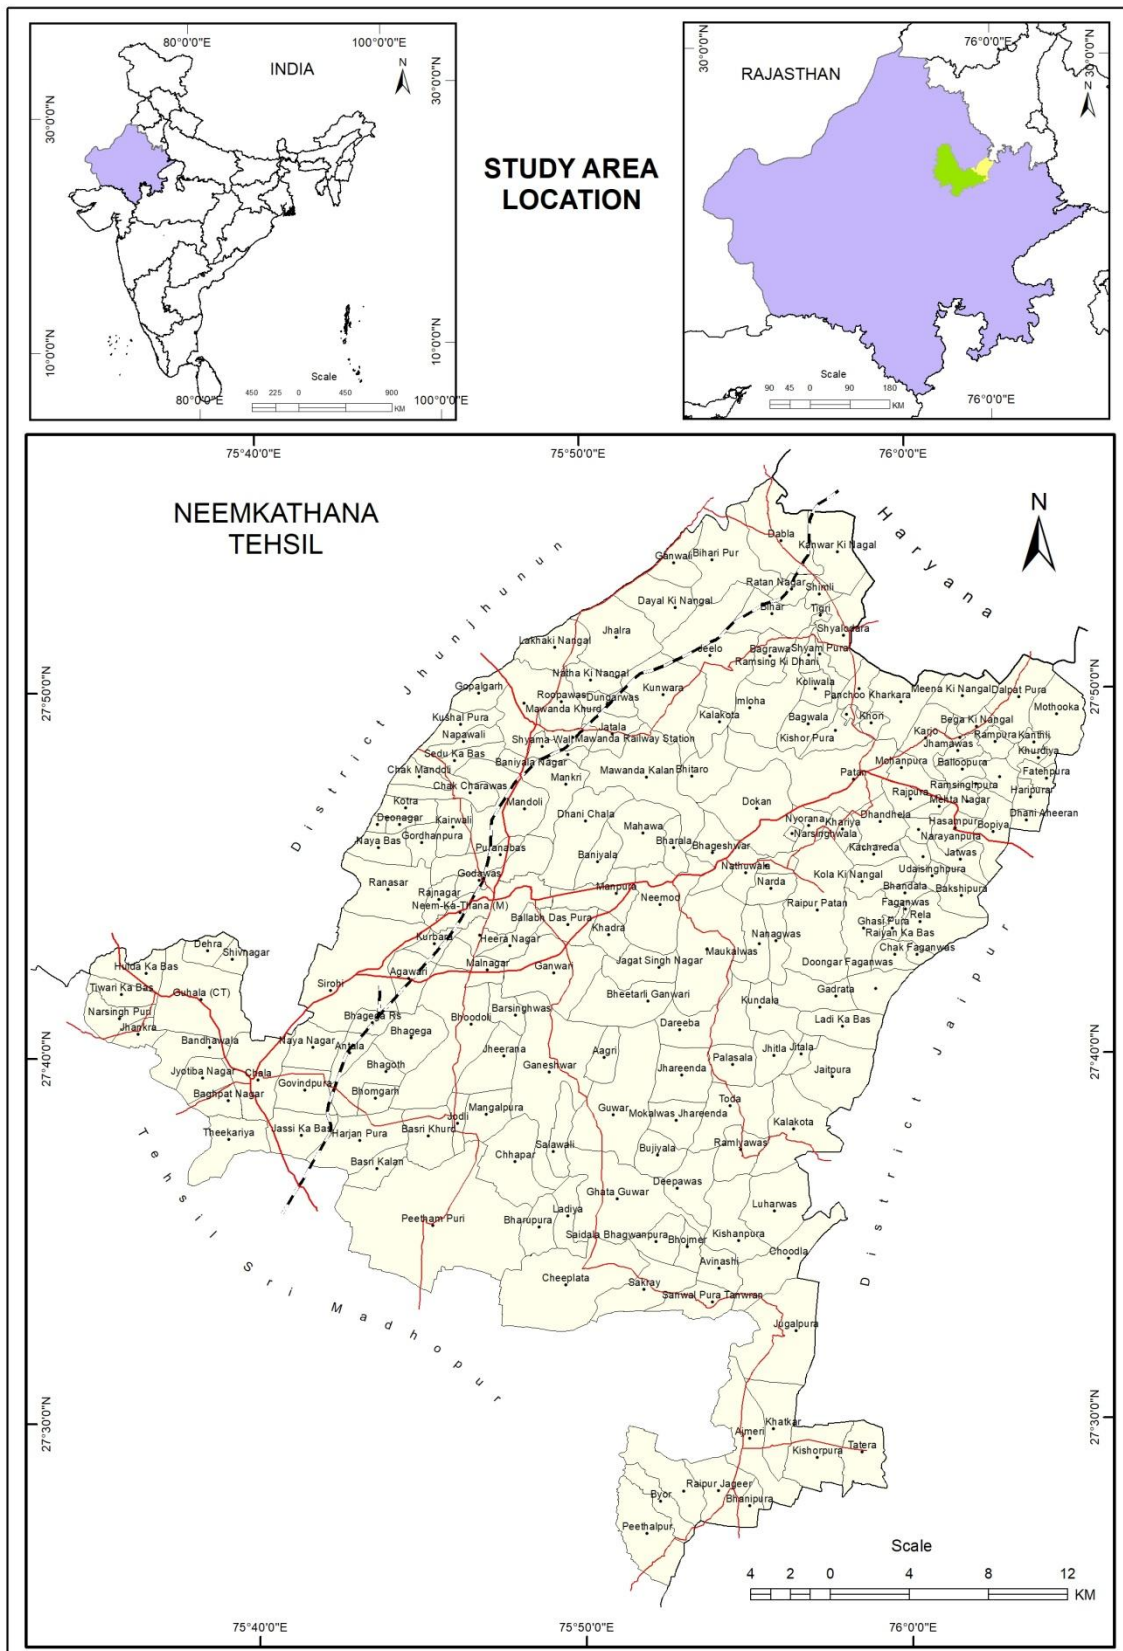 80°0'0"E
100°0'0"E
INDIA
N
30°0'0"N
30°0'0"N
10°0'0"N
10°0'0"N
Scale
450 225 0 450 900
KM
80°0'0"E
100°0'0"E
STUDY AREA
LOCATION
76°0'0"E
30°0'0"N
30°0'0"N
RAJASTHAN
N
Scale
90 45 0 90 180
KM
76°0'0"E
75°40'0"E
75°50'0"E
76°0'0"E
NEEMKATHANA
TEHSIL
N
Haryana
District Jhunjhunun
Dabla
Kanwar Ki Nagal
Ganwali
Bihari Pur
Ratan Nagar
Shimli
Dayal Ki Nangal
Bihar
Tigri
Jhalra
Shyalodara
Lakhaki Nangal
Jeelo
Bagrawa
Shyam Pura
Ramsing Ki Dhani
Natha Ki Nangal
27°50'0"N
27°50'0"N
Gopalgarh
Roopawas
Dungarwas
Kunwara
Koliwala
Panchoo Kharkara
Meena Ki Nangal
Dalpat Pura
Mawanda Khurd
Imloha
Mothooka
Kushal Pura
Kalakota
Bagwala
Khori
Bega Ki Nangal
Napawali
Jatala
Shyama Wali
Mawanda Railway Station
Kishor Pura
Karjo
Rampura
Kanthli
Jhamawas
Sedu Ka Bas
Baniyala Nagar
Khurdiya
Chak Mandoli
Mankri
Mawanda Kalan
Bhitaro
Patan
Mohanpura
Balloopura
Fatehpura
Chak Charawas
Ramsinghpura
Haripura
Kotra
Mandoli
Dokan
Rajpura
Mehta Nagar
Deonagar
Kairwali
Dhani Chala
Mahawa
Nyorana
Khariya
Dhandhela
Hasampur
Bopiya
Dhani Aheeran
Gordhanpura
Narsinghwala
Narayanpura
Naya Bas
Puranabas
Baniyala
Bharala
Bhageshwar
Kachareda
Jatwas
Nathuwala
Udaisinghpura
Ranasar
Godawas
Kola Ki Nangal
Rajnagar
Manpura
Narda
Bhandala
Bakshipura
Neem-Ka-Thana (M)
Neemod
Raipur Patan
Faganwas
Ballabh Das Pura
Ghasi Pura
Rela
Kurbara
Heera Nagar
Khadra
Nanagwas
Raiyan Ka Bas
Dehra
Shivnagar
Maukalwas
Chak Faganwas
Hulda Ka Bas
Agawari
Malnagar
Ganwari
Jagat Singh Nagar
Doongar Faganwas
Tiwari Ka Bas
Guhala (CT)
Sirohi
Bheetarli Ganwari
Gadrata
Narsingh Puri
Barsinghwas
Kundala
Jhankra
Bhagega Rs
Bhoodoli
Dareeba
Ladi Ka Bas
Bandhawala
Naya Nagar
Antala
Bhagega
Jheerana
Aagri
Jhitla
Jitala
27°40'0"N
27°40'0"N
Jyotiba Nagar
Chala
Bhagoth
Ganeshwar
Jhareenda
Palasala
Jaitpura
Baghpat Nagar
Govindpura
Bhomgarh
Mangalpura
Guwar
Mokalwas Jhareenda
Toda
Theekariya
Jassi Ka Bas
Harjan Pura
Basri Khurd
Jodli
Kalakota
Salawali
Ramlyawas
Basri Kalan
Chhapar
Bujiyala
Deepawas
Ghata Guwar
Luharwas
Peetham Puri
Bharupura
Ladiya
Saidala Bhagwanpura
Bhojmer
Kishanpura
Choodla
Avinashi
Cheeplata
Sakray
Sanwal Pura Tanwran
Jugalpura
District Jaipur
Tehsil Sri Madhopur
27°30'0"N
27°30'0"N
Khatkar
Ajmeri
Tatera
Kishorpura
Raipur Jageer
Byor
Bhanipura
Peethalpur
Scale
4 2 0 4 8 12
KM
75°40'0"E
75°50'0"E
76°0'0"E